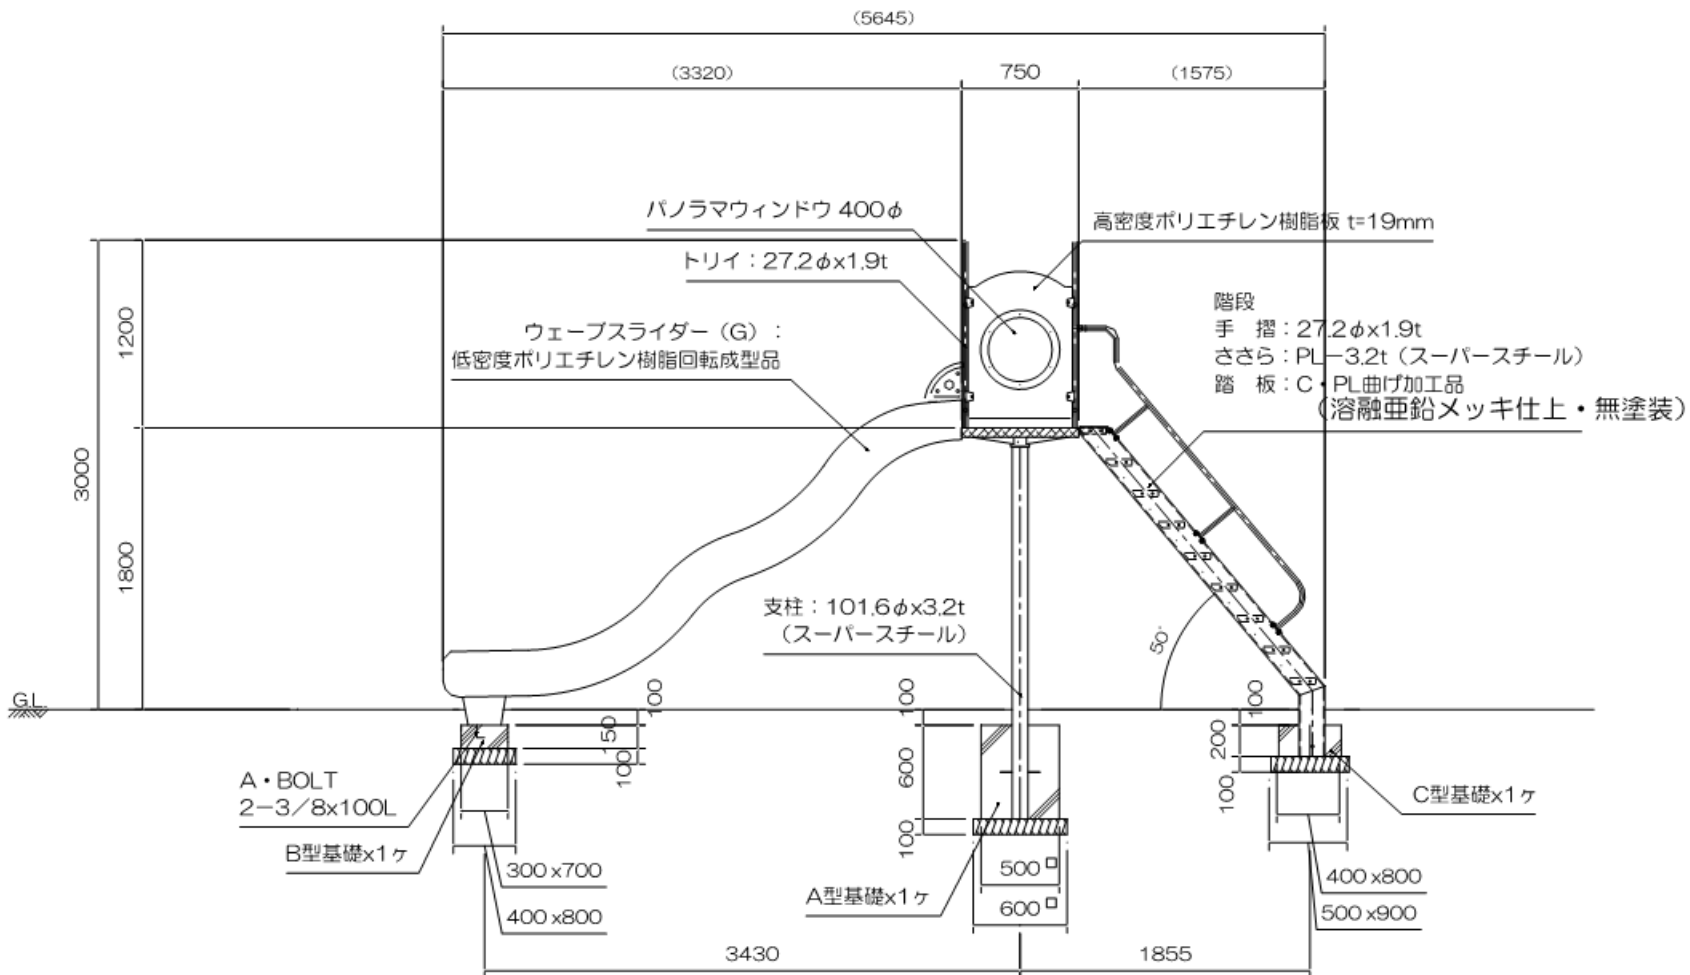 (5645)
(3320)
750
(1575)
パノラマウィンドウ 400φ
高密度ポリエチレン樹脂板 t=19mm
トリイ：27.2φx1.9t
階段
手　摺：27.2φx1.9t
ささら：PL−3.2t（スーパースチール）
踏　板：C・PL曲げ加工品
（溶融亜鉛メッキ仕上・無塗装）
ウェーブスライダー（G）：
低密度ポリエチレン樹脂回転成型品
1200
3000
1800
支柱：101.6φx3.2t
（スーパースチール）
50°
G.L.
100
150
100
100
600
100
100
200
100
A・BOLT
2−3/8x100L
B型基礎x1ヶ
A型基礎x1ヶ
C型基礎x1ヶ
300x700
400x800
500□
600□
400x800
500x900
3430
1855